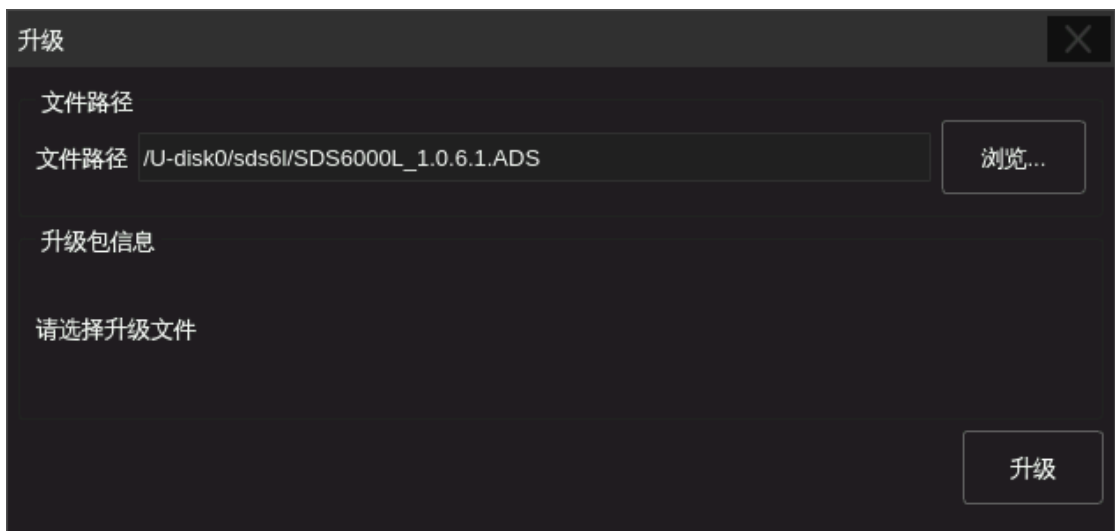 升级
文件路径
文件路径 /U-disk0/sds6l/SDS6000L_1.0.6.1.ADS 浏览...
升级包信息
请选择升级文件
升级